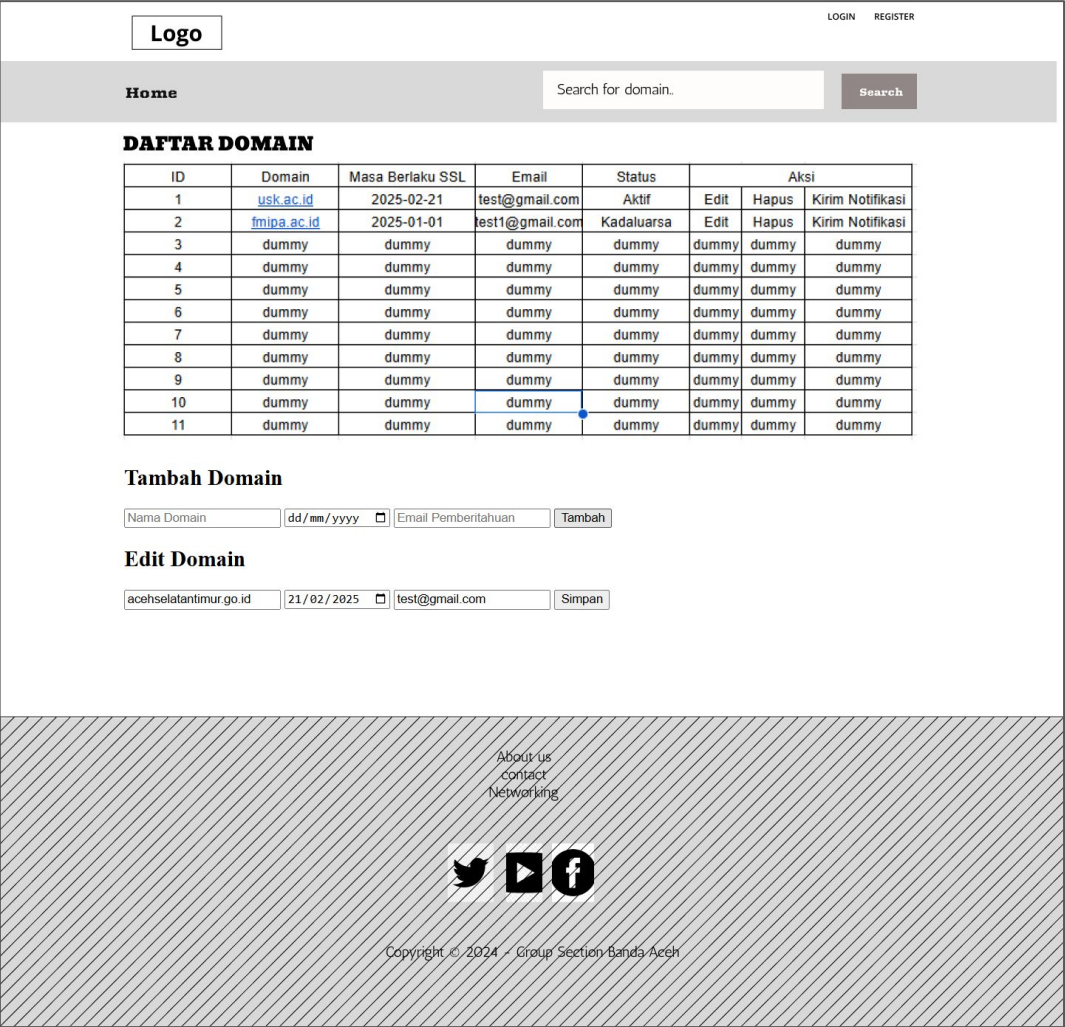 LOGIN REGISTER
Logo
Home Search for domain.. Search
DAFTAR DOMAIN
ID Domain Masa Berlaku SSL Email Status Aksi
1 usk.ac.id 2025-02-21 test@gmail.com Aktif Edit Hapus Kirim Notifikasi
2 fmipa.ac.id 2025-01-01 test1@gmail.com Kadaluarsa Edit Hapus Kirim Notifikasi
3 dummy dummy dummy dummy dummy dummy dummy
4 dummy dummy dummy dummy dummy dummy dummy
5 dummy dummy dummy dummy dummy dummy dummy
6 dummy dummy dummy dummy dummy dummy dummy
7 dummy dummy dummy dummy dummy dummy dummy
8 dummy dummy dummy dummy dummy dummy dummy
9 dummy dummy dummy dummy dummy dummy dummy
10 dummy dummy dummy dummy dummy dummy dummy
11 dummy dummy dummy dummy dummy dummy dummy
Tambah Domain
Nama Domain dd/mm/yyyy Email Pemberitahuan Tambah
Edit Domain
acehselatantimur.go.id 21/02/2025 test@gmail.com Simpan
About us
contact
Networking
Copyright © 2024 - Group Section Banda Aceh